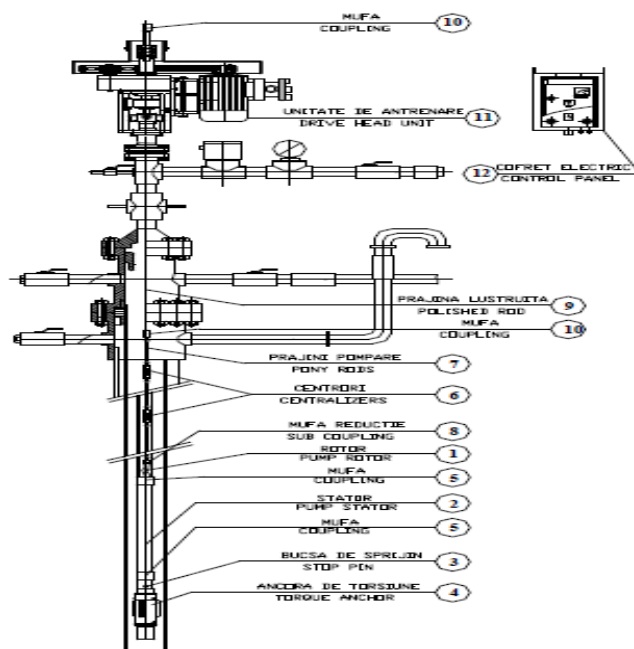 MUFA
COUPLING
10
UNITATE DE ANTRENARE
DRIVE HEAD UNIT
11
COFRET ELECTRIC
CONTROL PANEL
12
PRAJINA LUSTRUITA
POLISHED ROD
9
MUFA
COUPLING
10
PRAJINI POMPARE
PONY RODS
7
CENTRORI
CENTRALIZERS
6
MUFA REDUCTIE
SUB COUPLING
8
ROTOR
PUMP ROTOR
1
MUFA
COUPLING
5
STATOR
PUMP STATOR
2
MUFA
COUPLING
5
BUCSA DE SPRIJIN
STOP PIN
3
ANCORA DE TORSIUNE
TORQUE ANCHOR
4